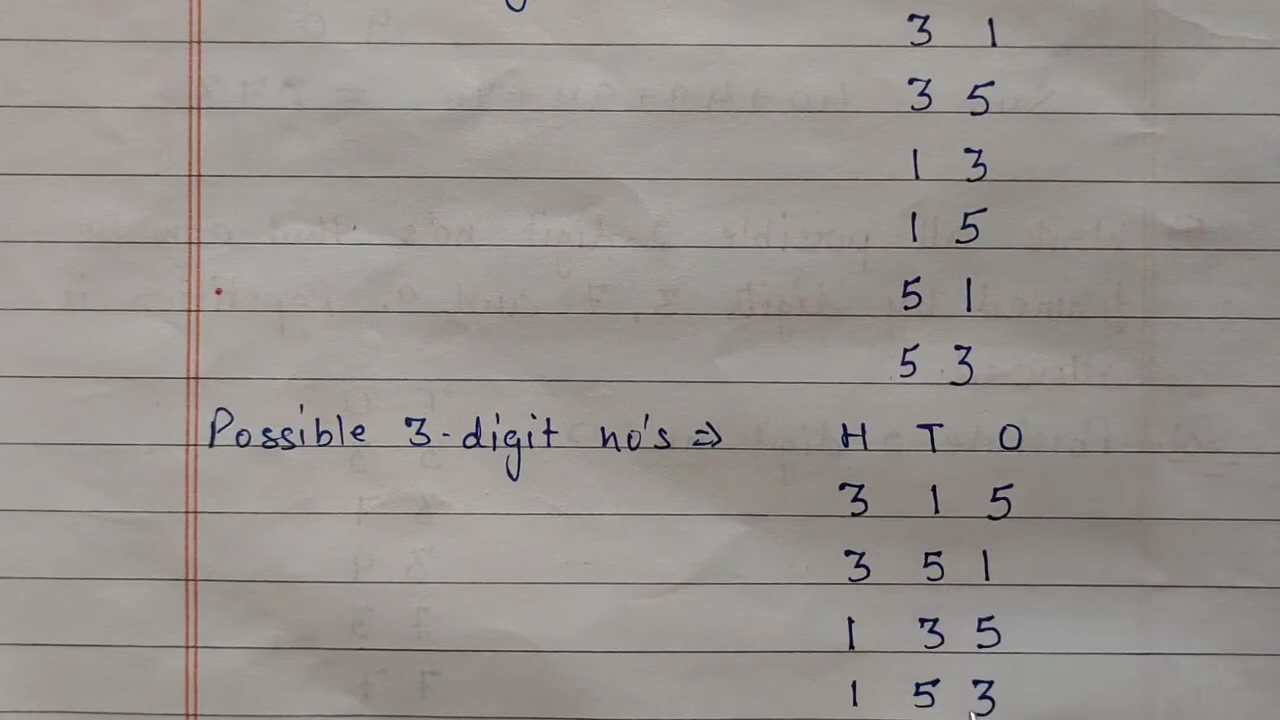 3 1
3 5
1 3
1 5
5 1
5 3
Possible 3-digit no's ⇒ H T O
3 1 5
3 5 1
1 3 5
1 5 3